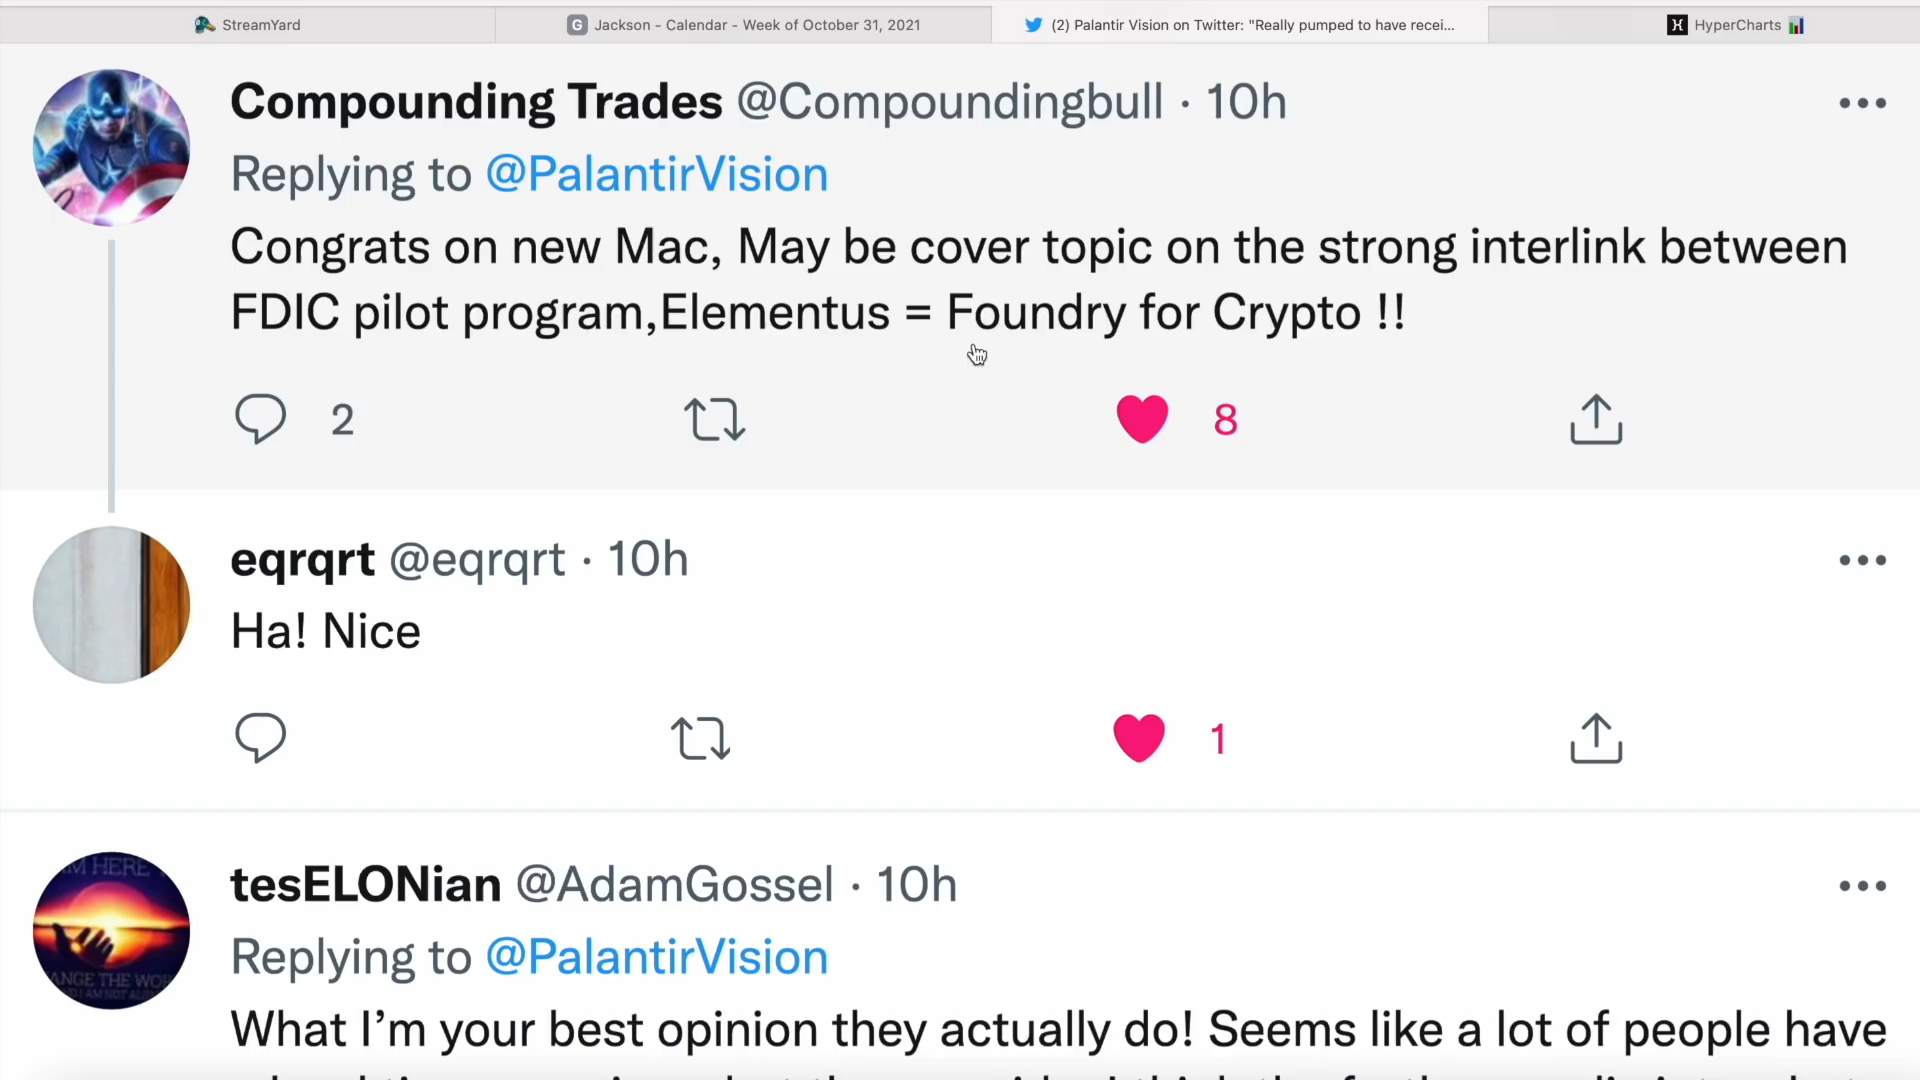 StreamYard
G Jackson - Calendar - Week of October 31, 2021
(2) Palantir Vision on Twitter: "Really pumped to have recei...
HyperCharts
Compounding Trades @Compoundingbull · 10h
Replying to @PalantirVision
Congrats on new Mac, May be cover topic on the strong interlink between
FDIC pilot program,Elementus = Foundry for Crypto !!
2
8
eqrqrt @eqrqrt · 10h
Ha! Nice
1
tesELONian @AdamGossel · 10h
Replying to @PalantirVision
What I'm your best opinion they actually do! Seems like a lot of people have